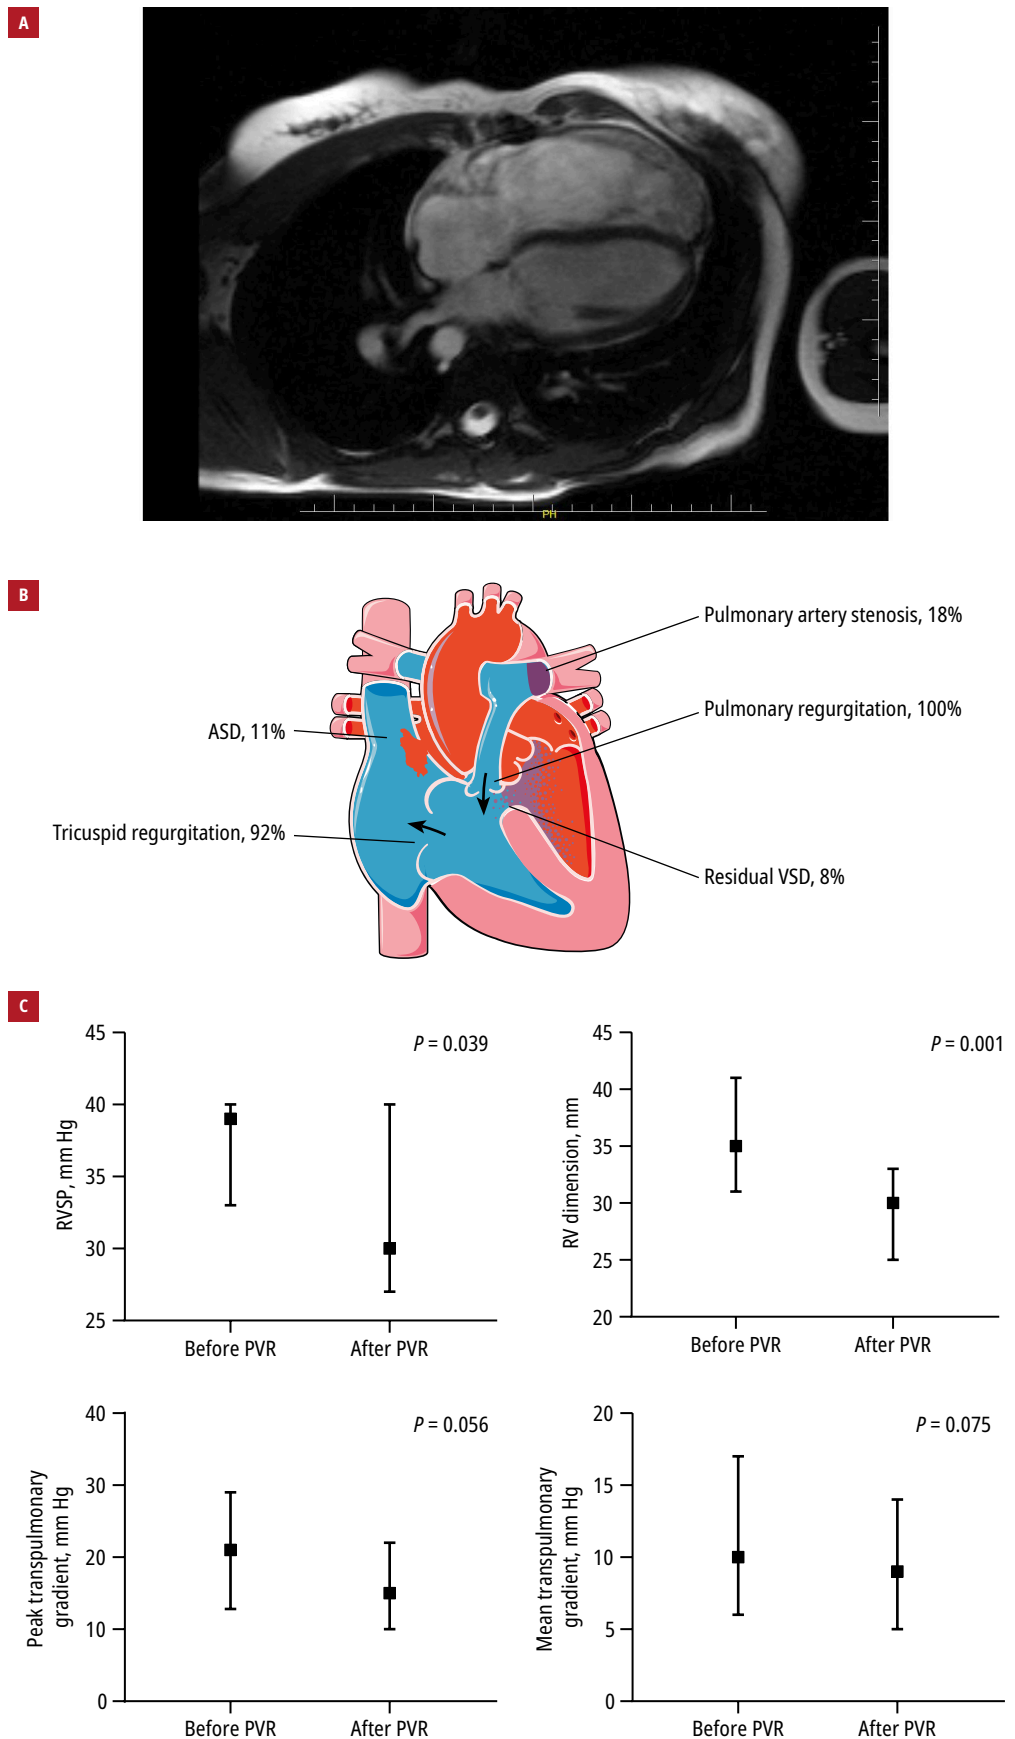 A
PH
B
Pulmonary artery stenosis, 18%
Pulmonary regurgitation, 100%
ASD, 11%
Tricuspid regurgitation, 92%
Residual VSD, 8%
C
45
40
35
30
25
RVSP, mm Hg
P = 0.039
Before PVR
After PVR
45
40
35
30
25
20
RV dimension, mm
P = 0.001
Before PVR
After PVR
40
30
20
10
0
Peak transpulmonary
gradient, mm Hg
P = 0.056
Before PVR
After PVR
20
15
10
5
0
Mean transpulmonary
gradient, mm Hg
P = 0.075
Before PVR
After PVR